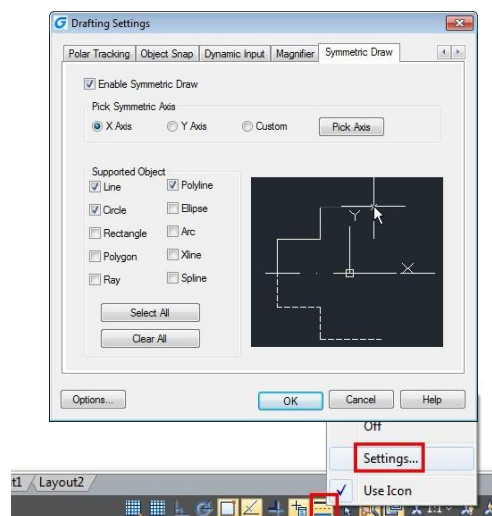 Drafting Settings
Polar Tracking Object Snap Dynamic Input Magnifier Symmetric Draw
Enable Symmetric Draw
Pick Symmetric Axis
X Axis Y Axis Custom Pick Axis
Supported Object
Line Polyline
Circle Ellipse
Rectangle Arc
Polygon Xline
Ray Spline
Select All
Clear All
Y
X
Options... OK Cancel Help
Off
Settings...
Layout2
Use Icon
1:1